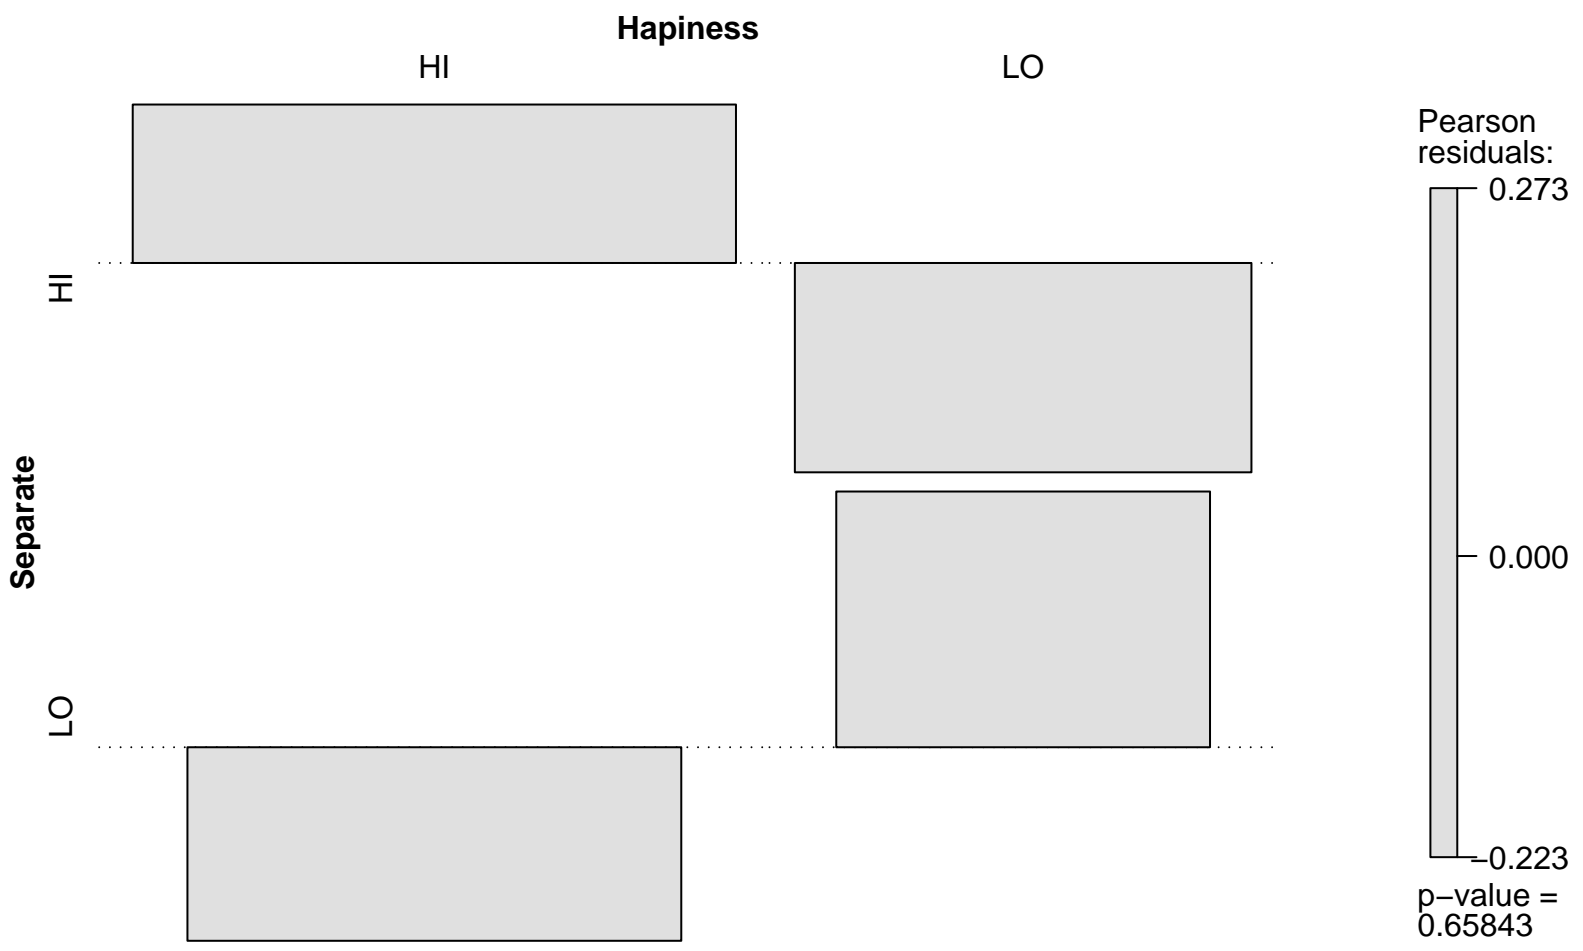 Hapiness
HI
LO
HI
Separate
LO
Pearson
residuals:
0.273
0.000
−0.223
p−value =
0.65843